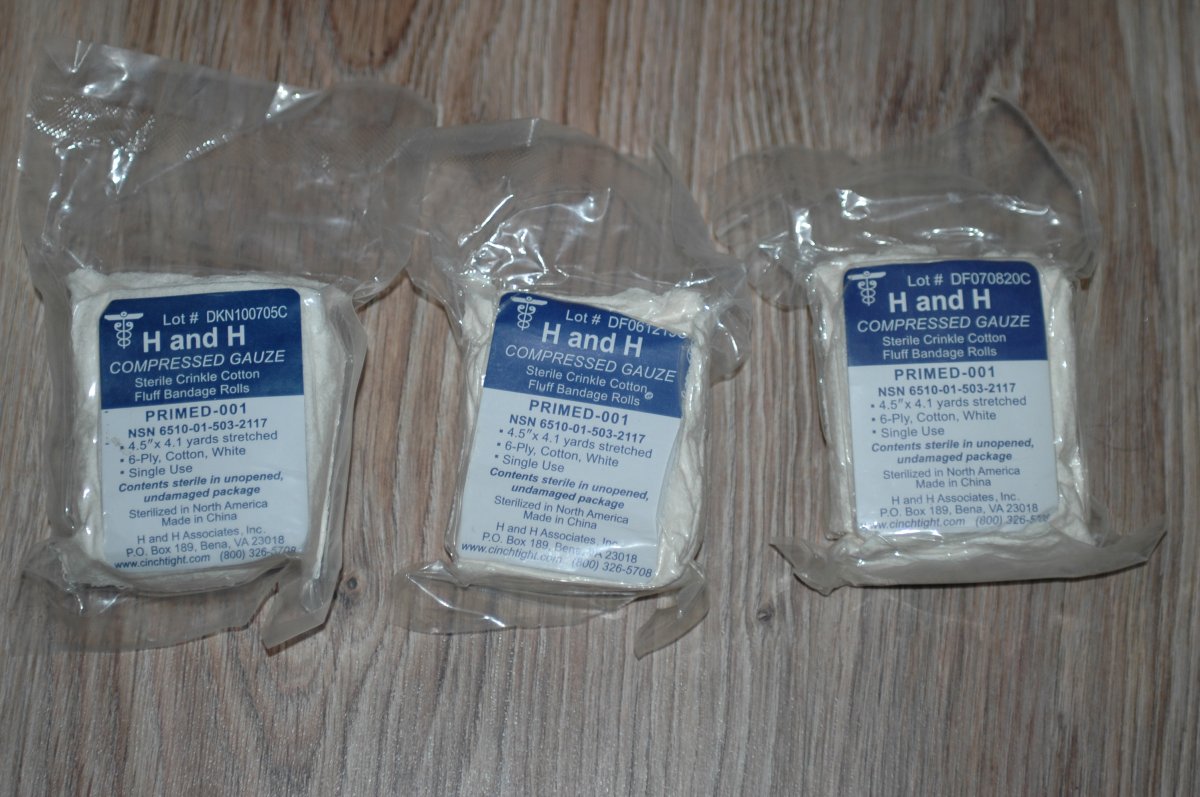 Lot # DKN100705C
H and H
COMPRESSED GAUZE
Sterile Crinkle Cotton
Fluff Bandage Rolls
PRIMED-001
NSN 6510-01-503-2117
• 4.5"x 4.1 yards stretched
• 6-Ply, Cotton, White
• Single Use
Contents sterile in unopened,
undamaged package
Sterilized in North America
Made in China
H and H Associates, Inc.
P.O. Box 189, Bena, VA 23018
www.cinchtight.com (800) 326-5708
Lot #
H and H
COMPRESSED GAUZE
Sterile Crinkle Cotton
Fluff Bandage Rolls
PRIMED-001
NSN 6510-01-503-2117
• 4.5"x 4.1 yards stretched
• 6-Ply, Cotton, White
• Single Use
Contents sterile in unopened,
undamaged package
Sterilized in North America
Made in China
H and H Associates, Inc.
P.O. Box 189, Bena, VA 23018
www.cinchtight.com (800) 326-5708
Lot # DF070820C
H and H
COMPRESSED GAUZE
Sterile Crinkle Cotton
Fluff Bandage Rolls
PRIMED-001
NSN 6510-01-503-2117
• 4.5"x 4.1 yards stretched
• 6-Ply, Cotton, White
• Single Use
Contents sterile in unopened,
undamaged package
Sterilized in North America
H and H Associates, Inc.
P.O. Box 189, Bena, VA 23018
www.cinchtight.com (800) 326-5708